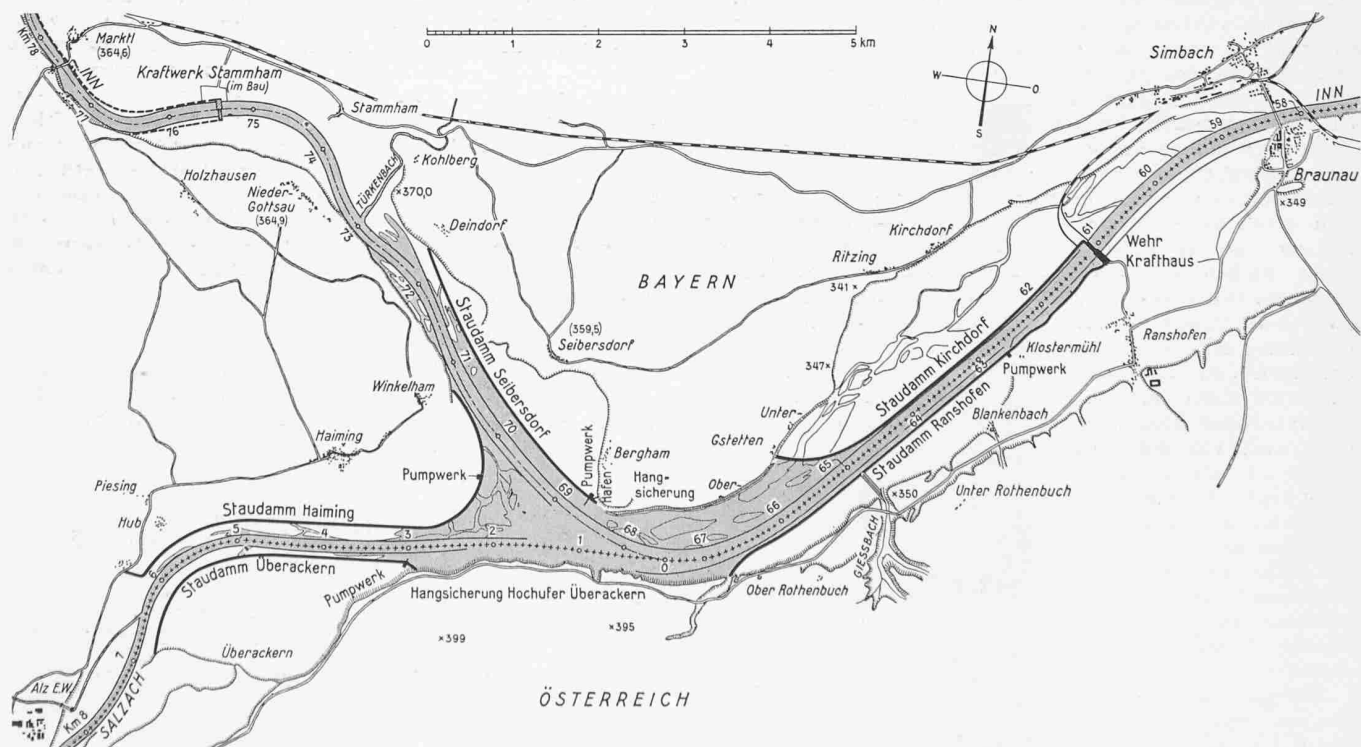 Marktl
(364,6)
Km 78
INN
Kraftwerk Stammham
(im Bau)
77
76
75
74
73
72
71
70
69
68
67
66
65
64
63
62
61
60
59
58
0 1 2 3 4 5 km
N
W
O
S
Simbach
INN
Braunau
×349
Stammham
TÜRKENBACH
Kohlberg
×370,0
Holzhausen
Nieder-
Gottsau
(364,9)
Deindorf
BAYERN
Kirchdorf
Ritzing
341×
347×
Wehr
Krafthaus
Staudamm Seibersdorf
(359,5)
Seibersdorf
Staudamm Kirchdorf
Klostermühl
Pumpwerk
Ranshofen
Staudamm Ranshofen
Blankenbach
Unter-
Gstetten
Ober-
Winkelham
Haiming
Pumpwerk
Pumpwerk
Hafen
Bergham
Hang-
sicherung
Piesing
Hub
Staudamm Haiming
×350
Unter Rothenbuch
GIESSBACH
Ober Rothenbuch
0
1
2
3
4
5
6
7
Km 8
Staudamm Überackern
Pumpwerk
Hangsicherung Hochufer Überackern
×399
×395
Überackern
Alz E.W.
SALZACH
ÖSTERREICH